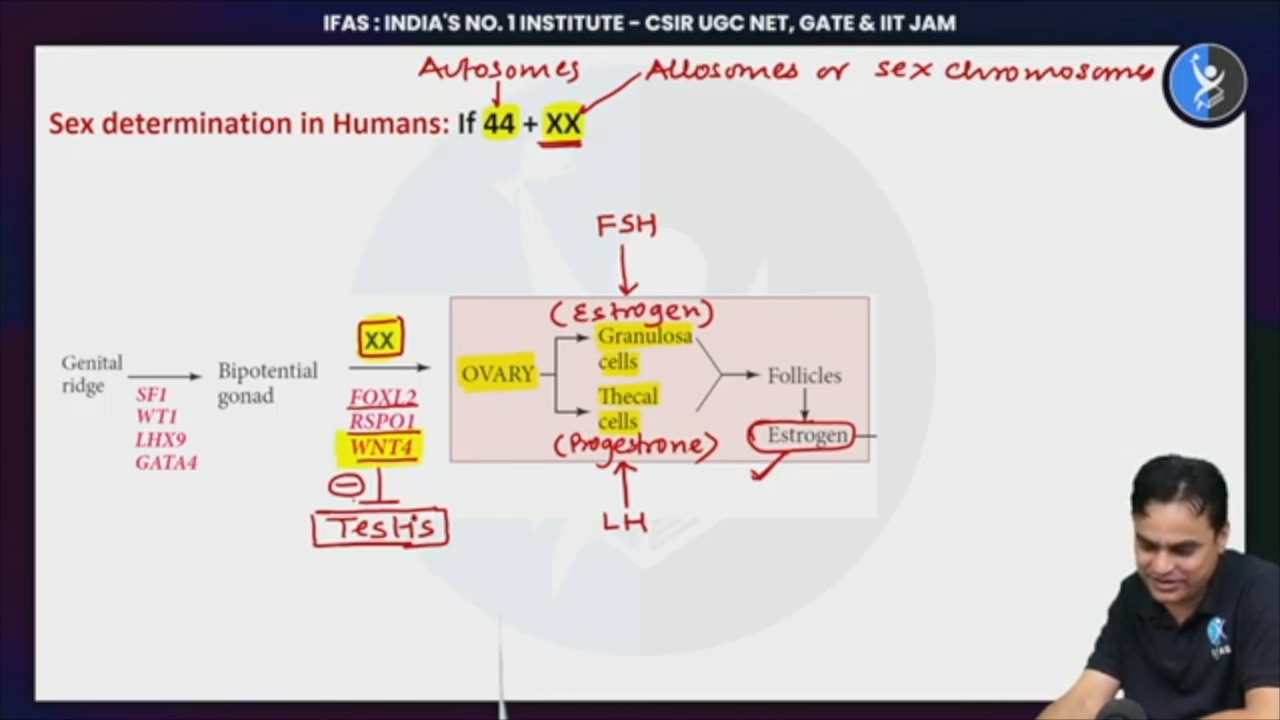 IFAS : INDIA'S NO. 1 INSTITUTE - CSIR UGC NET, GATE & IIT JAM
Autosomes
Allosomes or sex chromosomes
Sex determination in Humans: If 44 + XX
FSH
(Estrogen)
XX
Granulosa
cells
Genital
ridge
Bipotential
gonad
OVARY
Follicles
SF1
WT1
LHX9
GATA4
FOXL2
RSPO1
WNT4
Thecal
cells
(Progestrone)
Estrogen
Testis
LH